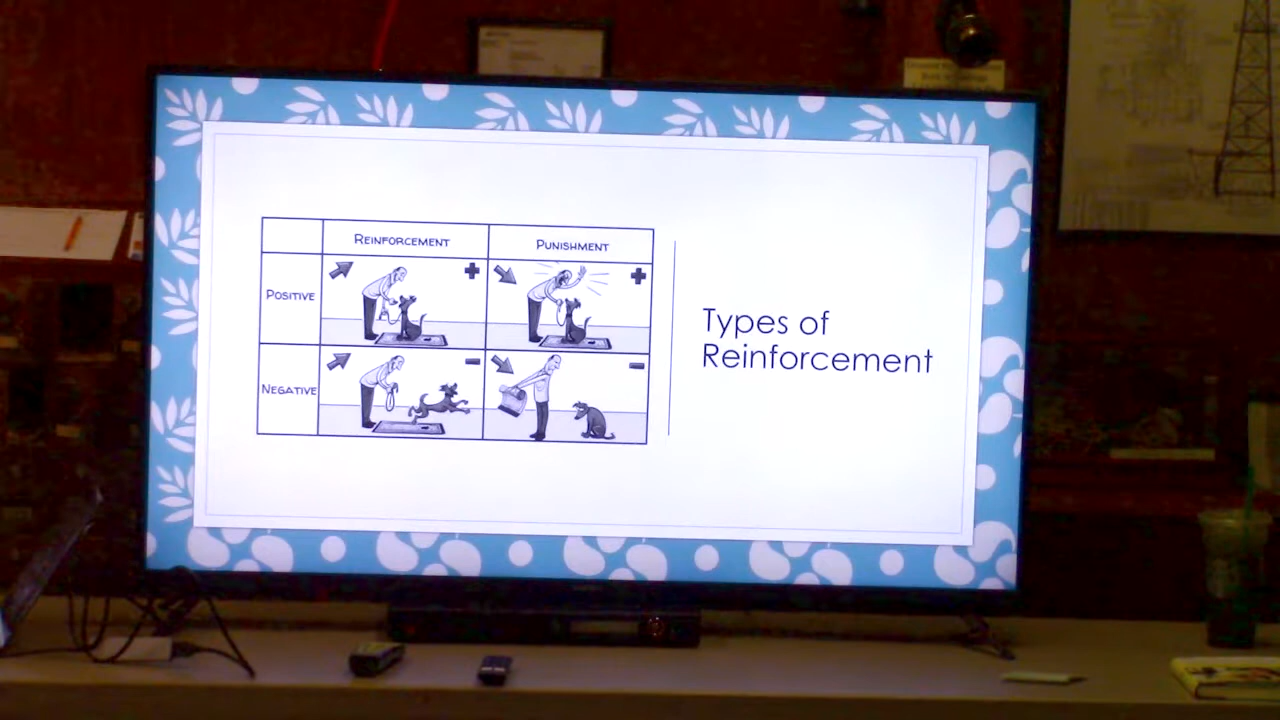 REINFORCEMENT PUNISHMENT
POSITIVE
NEGATIVE
Types of
Reinforcement